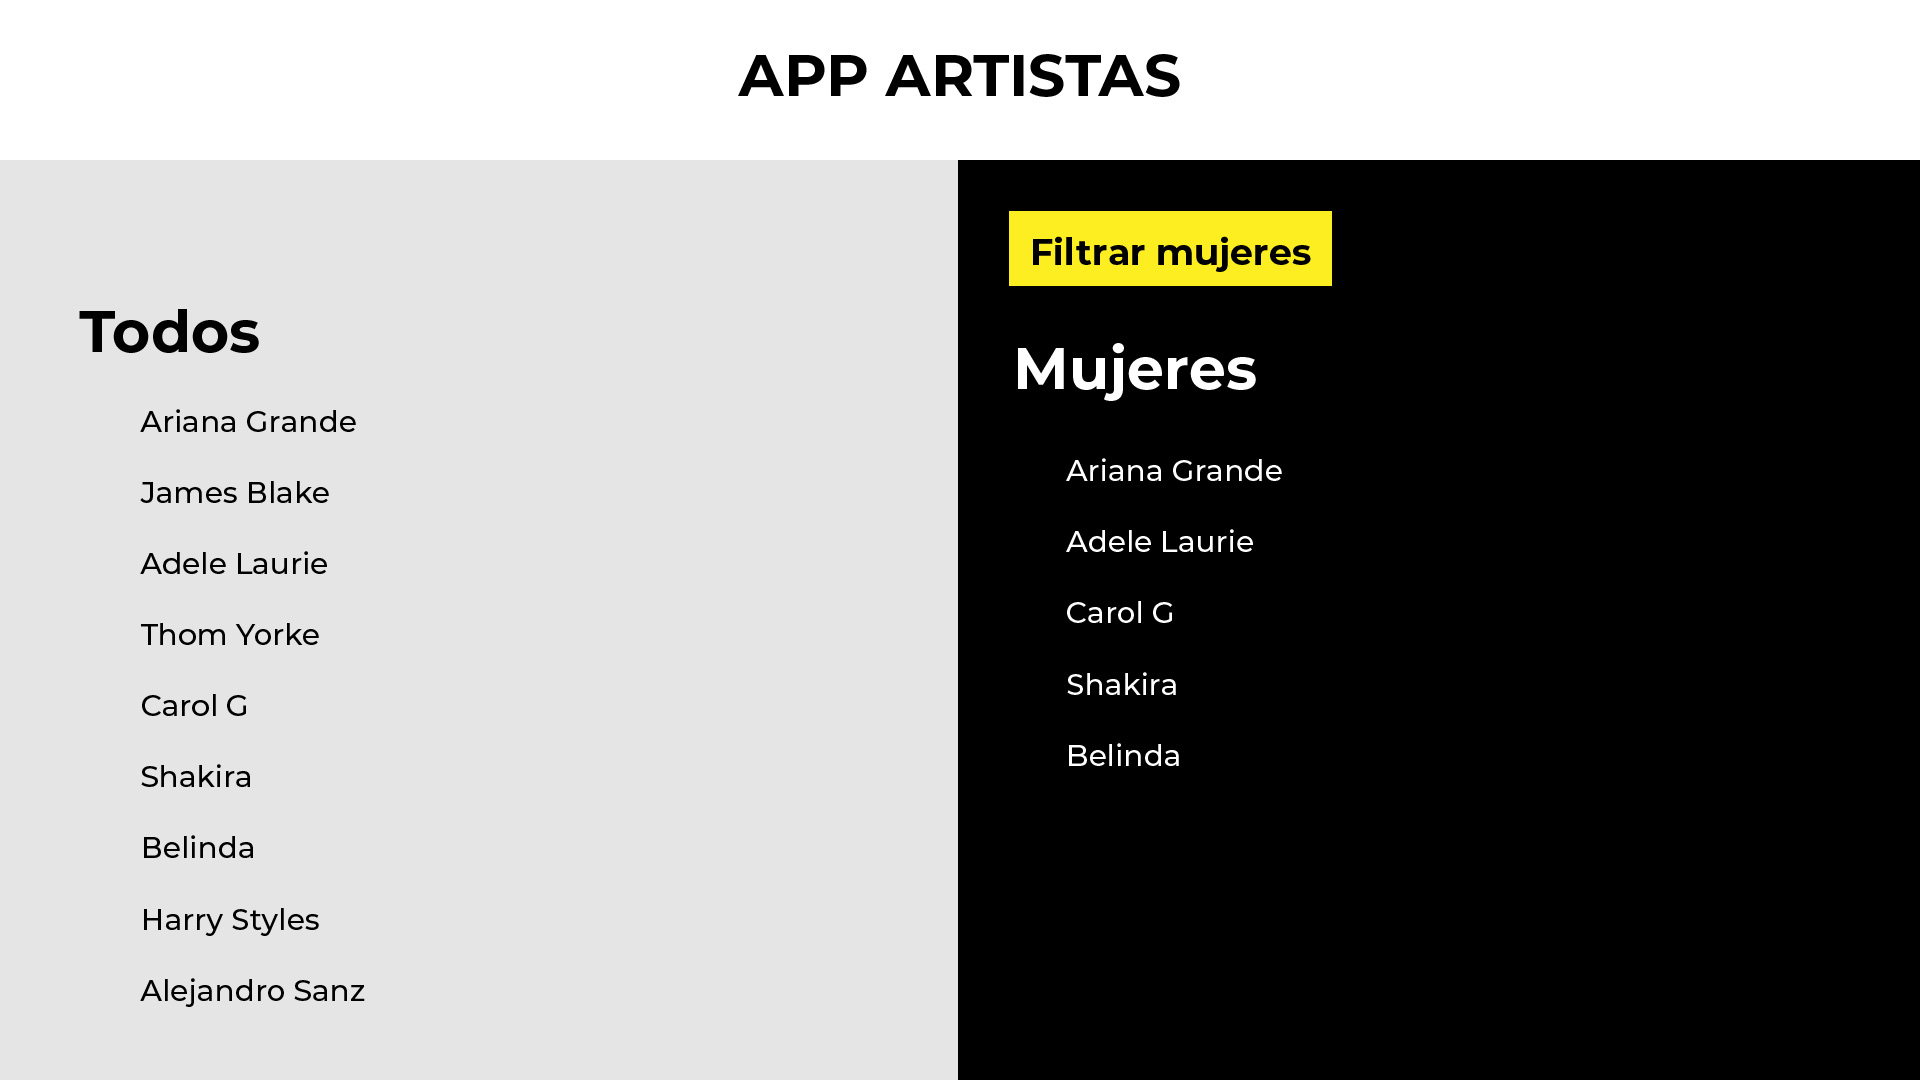 APP ARTISTAS
Todos
Ariana Grande
James Blake
Adele Laurie
Thom Yorke
Carol G
Shakira
Belinda
Harry Styles
Alejandro Sanz
Filtrar mujeres
Mujeres
Ariana Grande
Adele Laurie
Carol G
Shakira
Belinda